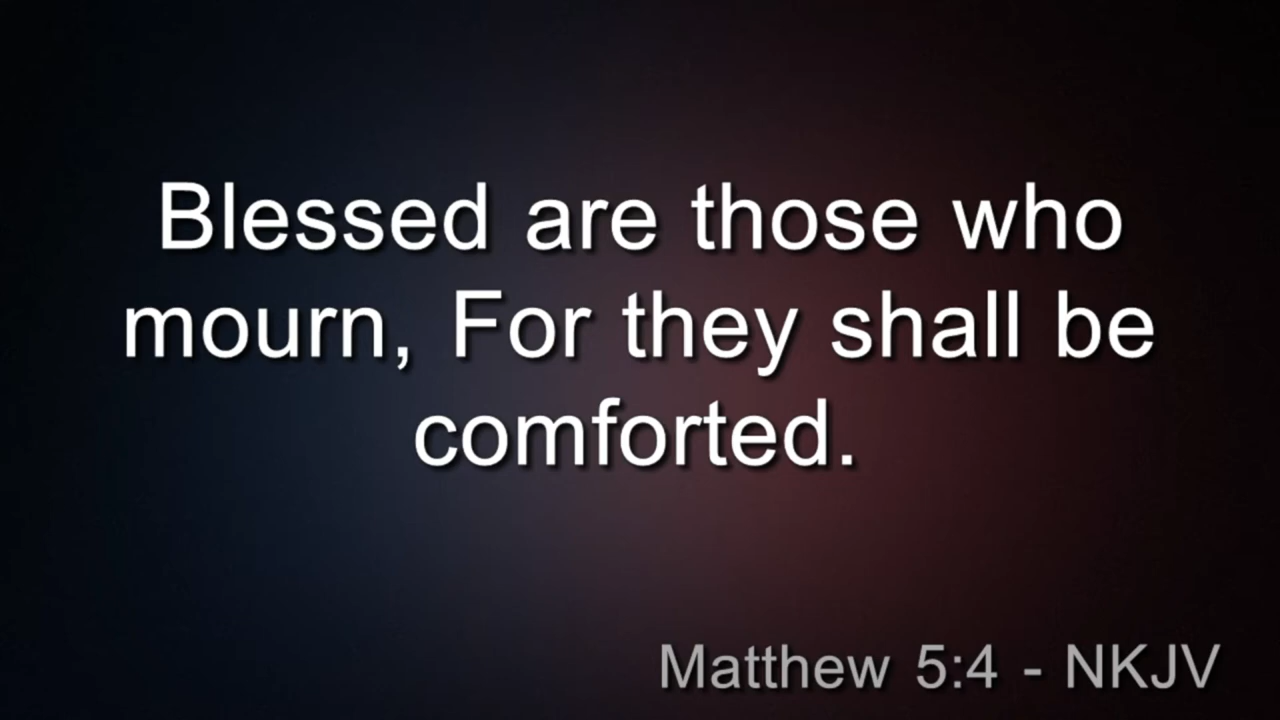 Blessed are those who
mourn, For they shall be
comforted.
Matthew 5:4 - NKJV